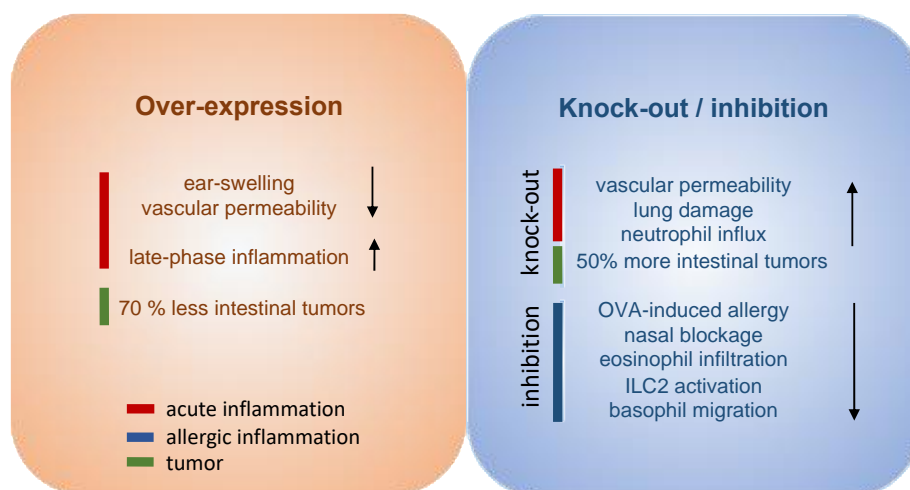 Over-expression
ear-swelling
vascular permeability
late-phase inflammation
70 % less intestinal tumors
acute inflammation
allergic inflammation
tumor
Knock-out / inhibition
knock-out
vascular permeability
lung damage
neutrophil influx
50% more intestinal tumors
inhibition
OVA-induced allergy
nasal blockage
eosinophil infiltration
ILC2 activation
basophil migration